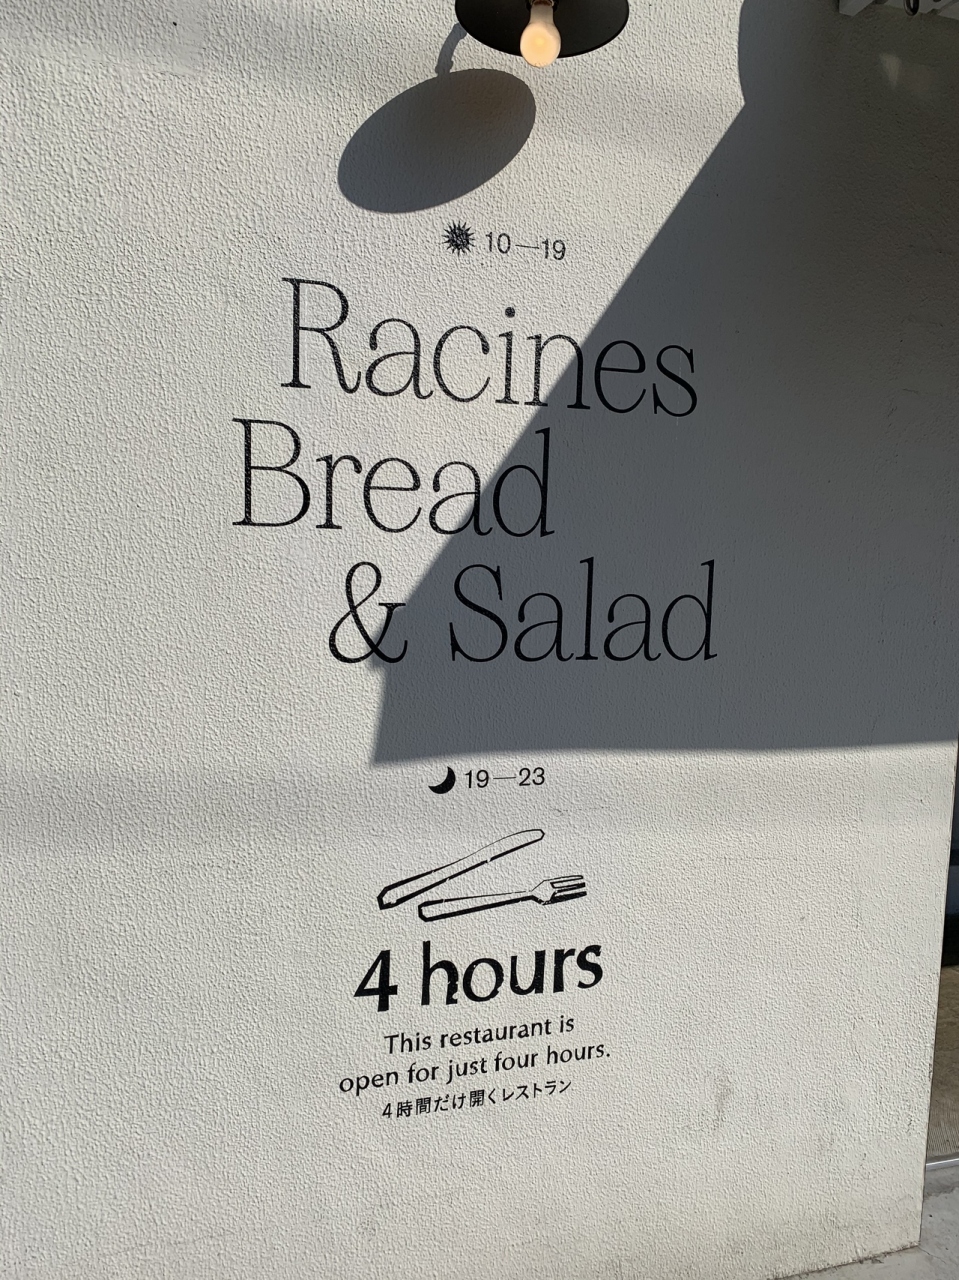 10—19
Racines
Bread
& Salad
19—23
4 hours
This restaurant is
open for just four hours.
4時間だけ開くレストラン